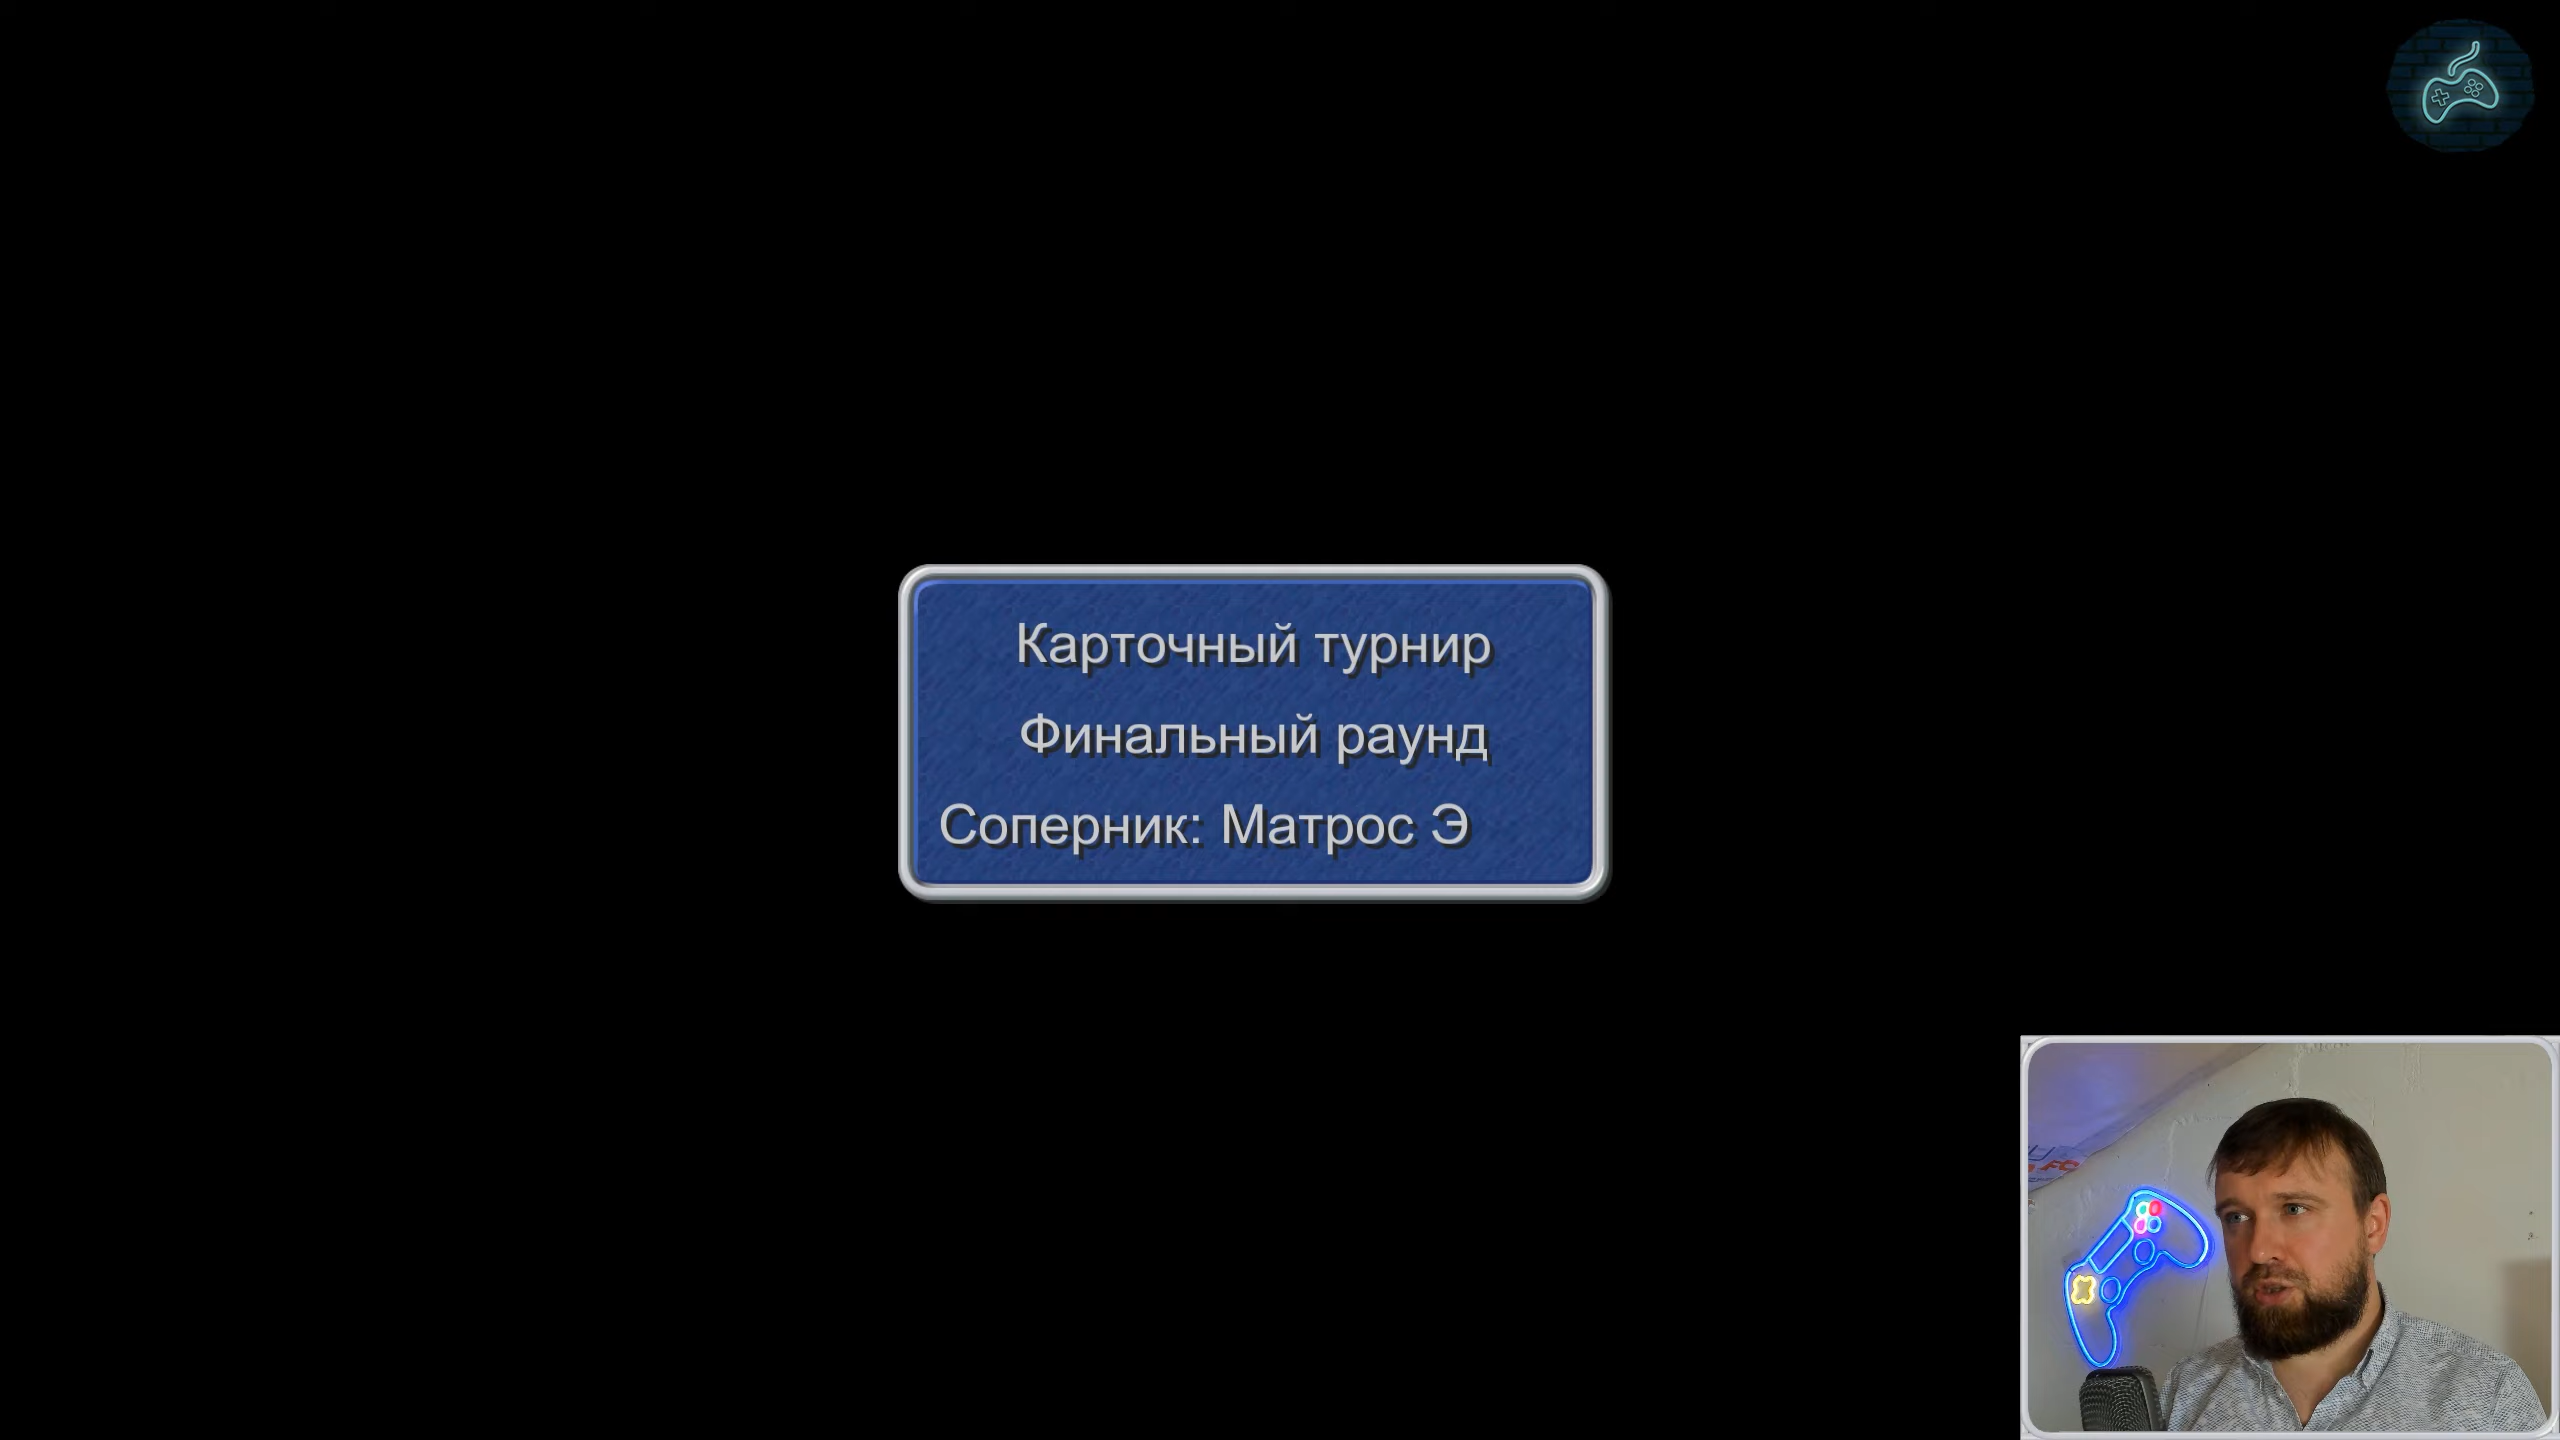 Карточный турнир
Финальный раунд
Соперник: Матрос Э